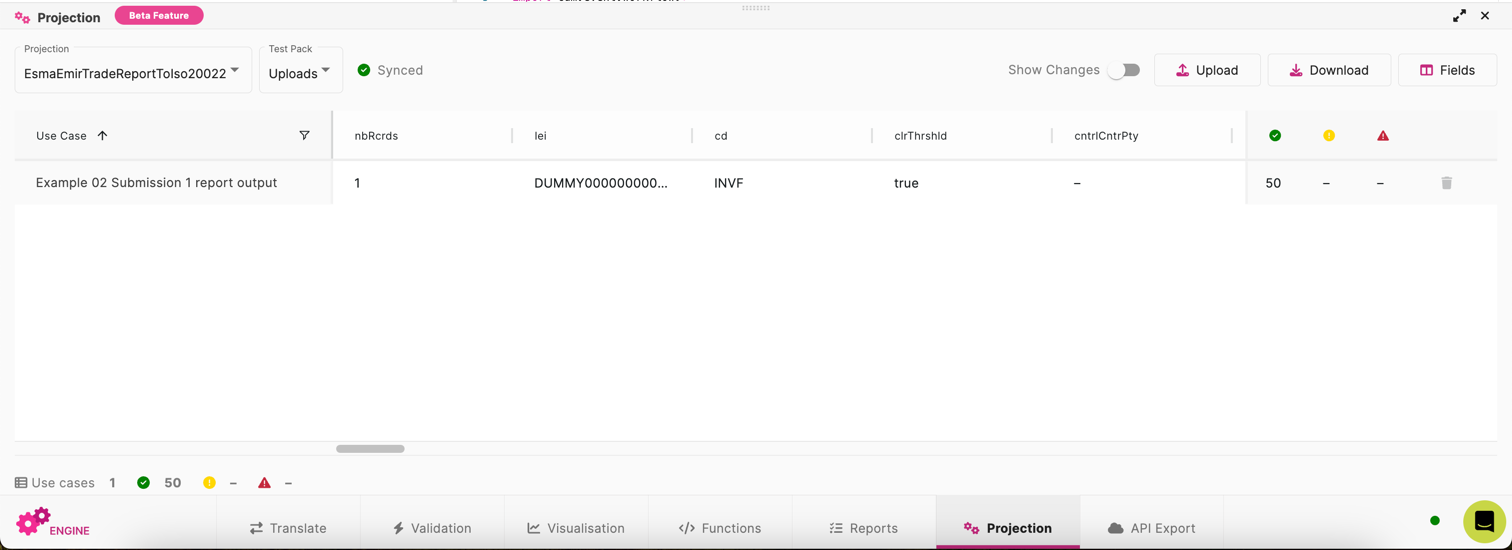 Projection
Beta Feature
Projection
EsmaEmirTradeReportToIso20022
Test Pack
Uploads
Synced
Show Changes
Upload
Download
Fields
Use Case
nbRcrds
lei
cd
clrThrshld
cntrlCntrPty
Example 02 Submission 1 report output
1
DUMMY000000000...
INVF
true
–
50
–
–
Use cases 1
50
–
–
ENGINE
Translate
Validation
Visualisation
</> Functions
Reports
Projection
API Export